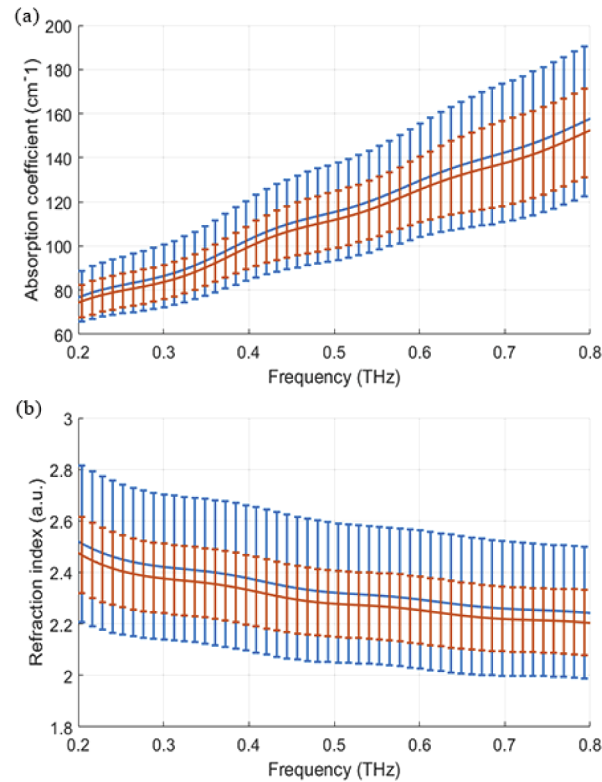 (a)
200
180
160
140
120
100
80
60
Absorption coefficient (cm⁻1)
0.2 0.3 0.4 0.5 0.6 0.7 0.8
Frequency (THz)
(b)
3
2.8
2.6
2.4
2.2
2
1.8
Refraction index (a.u.)
0.2 0.3 0.4 0.5 0.6 0.7 0.8
Frequency (THz)